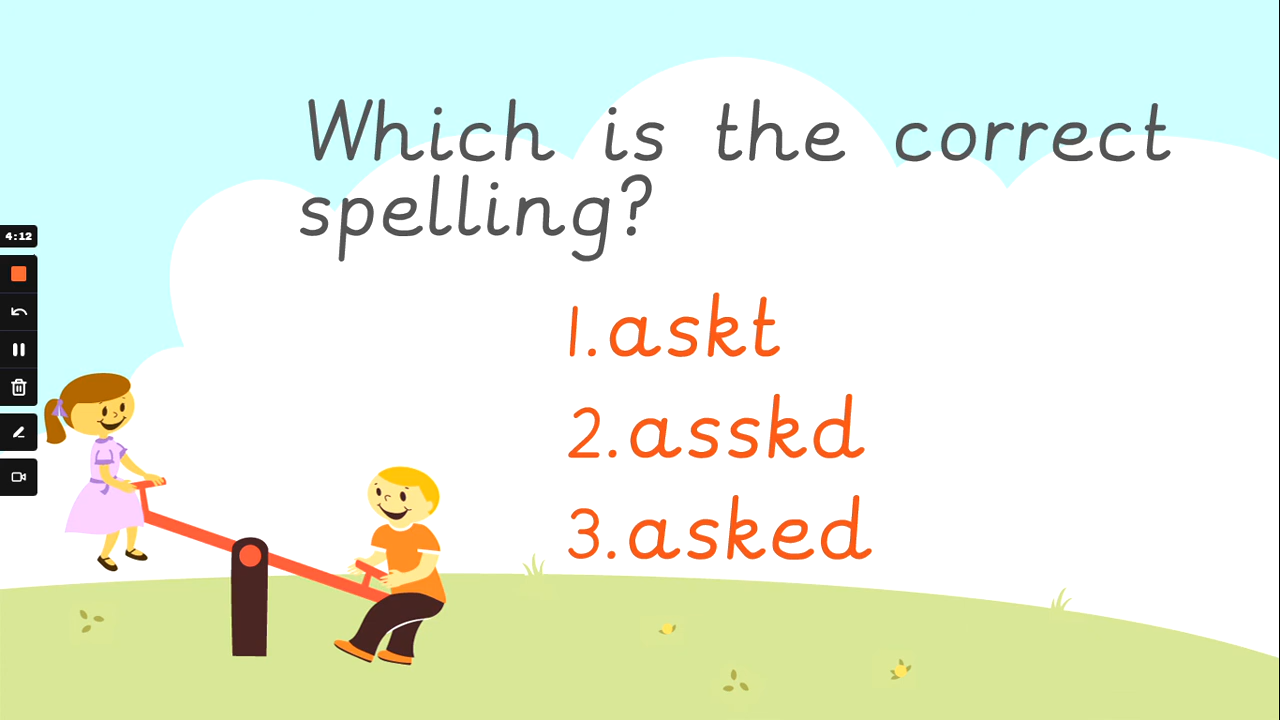 Which is the correct
spelling?
4:12
1.askt
2.asskd
3.asked